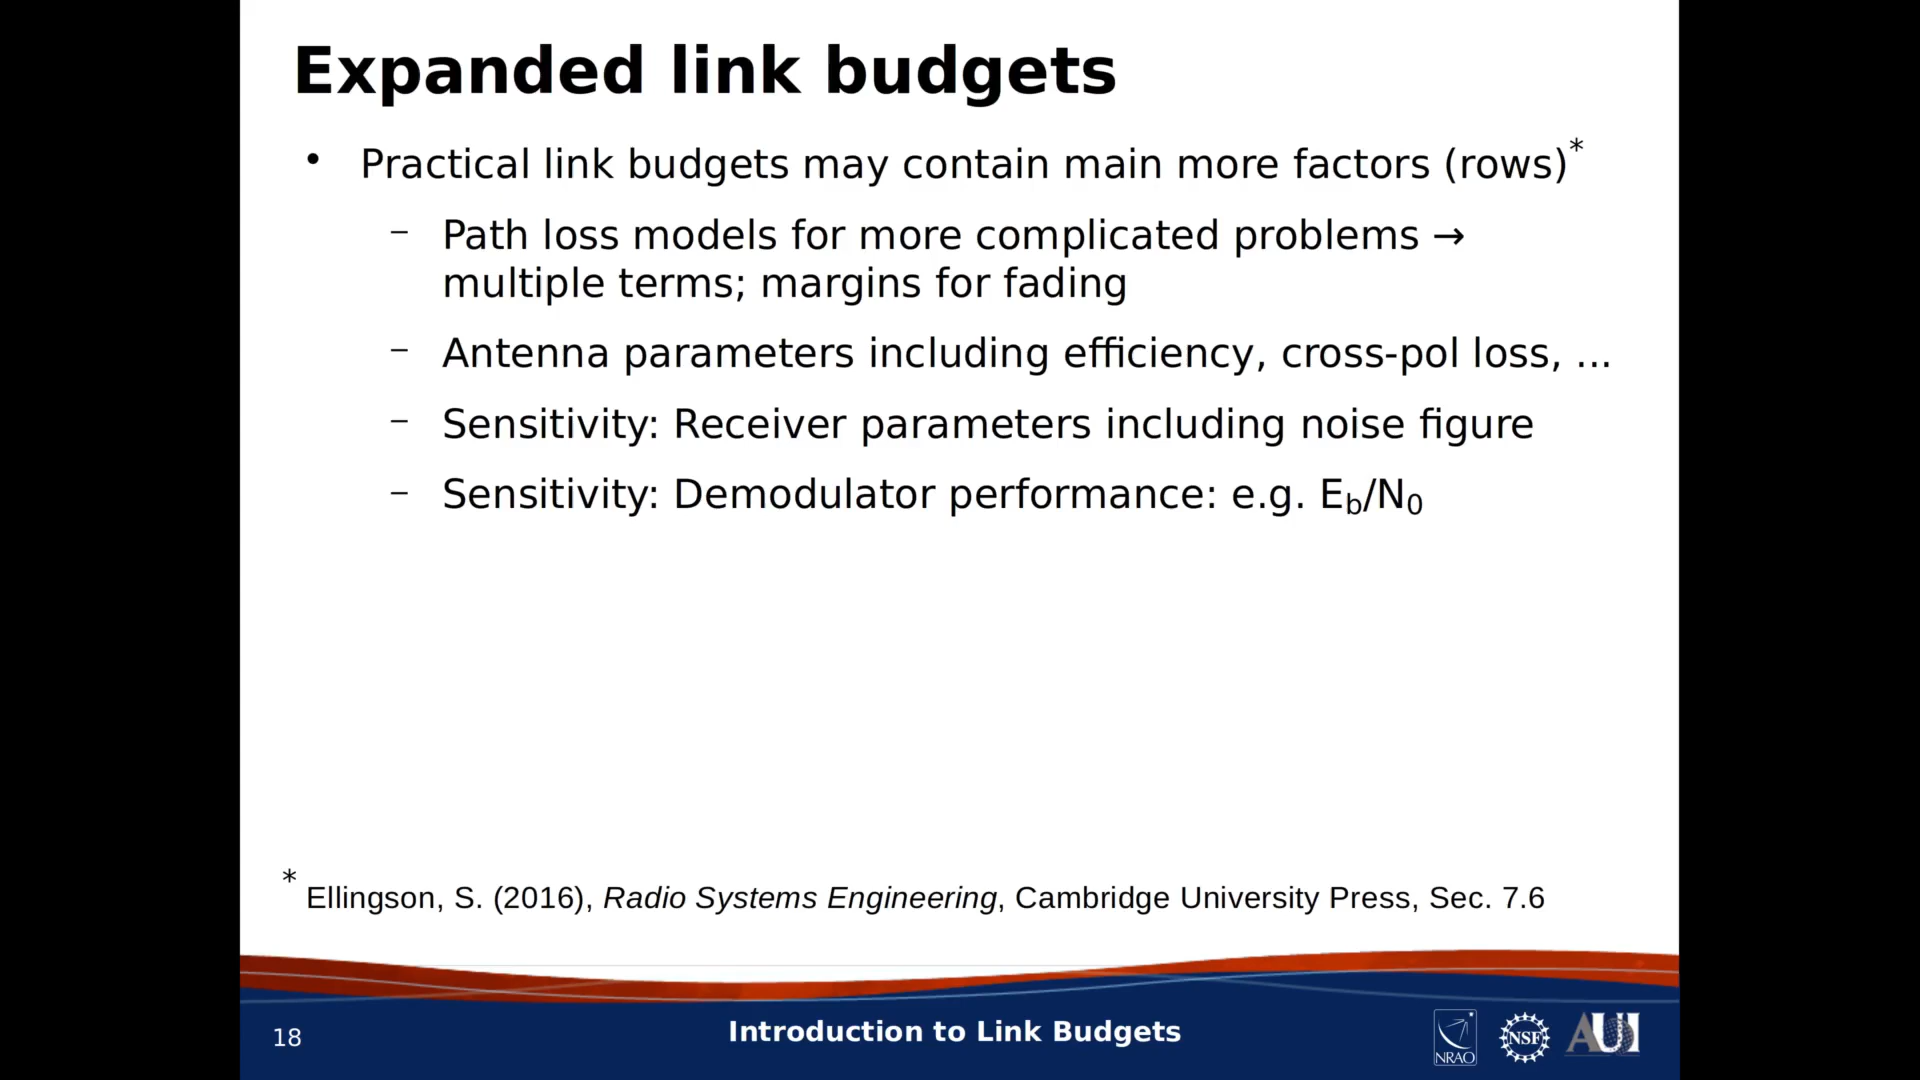 Expanded link budgets
• Practical link budgets may contain main more factors (rows)*
– Path loss models for more complicated problems →
multiple terms; margins for fading
– Antenna parameters including efficiency, cross-pol loss, ...
– Sensitivity: Receiver parameters including noise figure
– Sensitivity: Demodulator performance: e.g. Eb/N0
* Ellingson, S. (2016), Radio Systems Engineering, Cambridge University Press, Sec. 7.6
18
Introduction to Link Budgets
NRAO
NSF
AUI